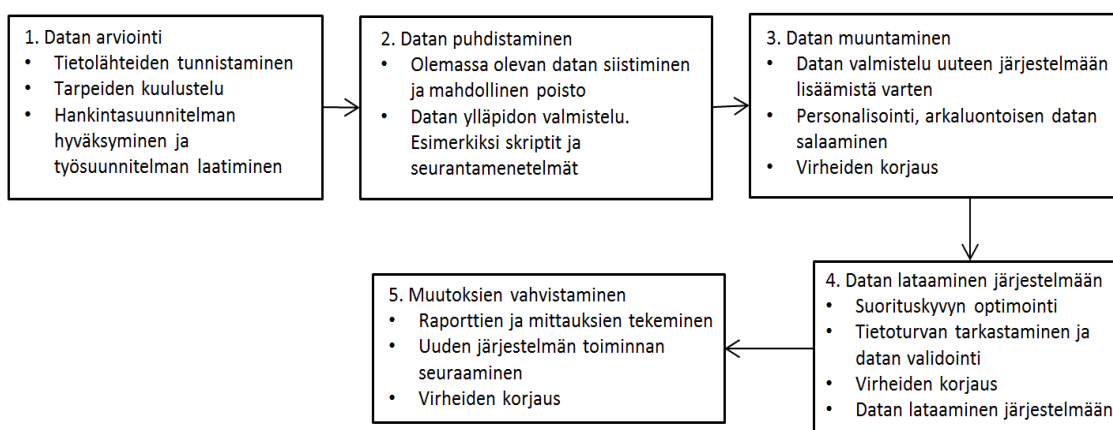 1. Datan arviointi
• Tietolähteiden tunnistaminen
• Tarpeiden kuulustelu
• Hankintasuunnitelman
hyväksyminen ja
työsuunnitelman laatiminen
2. Datan puhdistaminen
• Olemassa olevan datan siistiminen
ja mahdollinen poisto
• Datan ylläpidon valmistelu.
Esimerkiksi skriptit ja
seurantamenetelmät
3. Datan muuntaminen
• Datan valmistelu uuteen järjestelmään
lisäämistä varten
• Personalisointi, arkaluontoisen datan
salaaminen
• Virheiden korjaus
4. Datan lataaminen järjestelmään
• Suorituskyvyn optimointi
• Tietoturvan tarkastaminen ja
datan validointi
• Virheiden korjaus
• Datan lataaminen järjestelmään
5. Muutoksien vahvistaminen
• Raporttien ja mittauksien tekeminen
• Uuden järjestelmän toiminnan
seuraaminen
• Virheiden korjaus